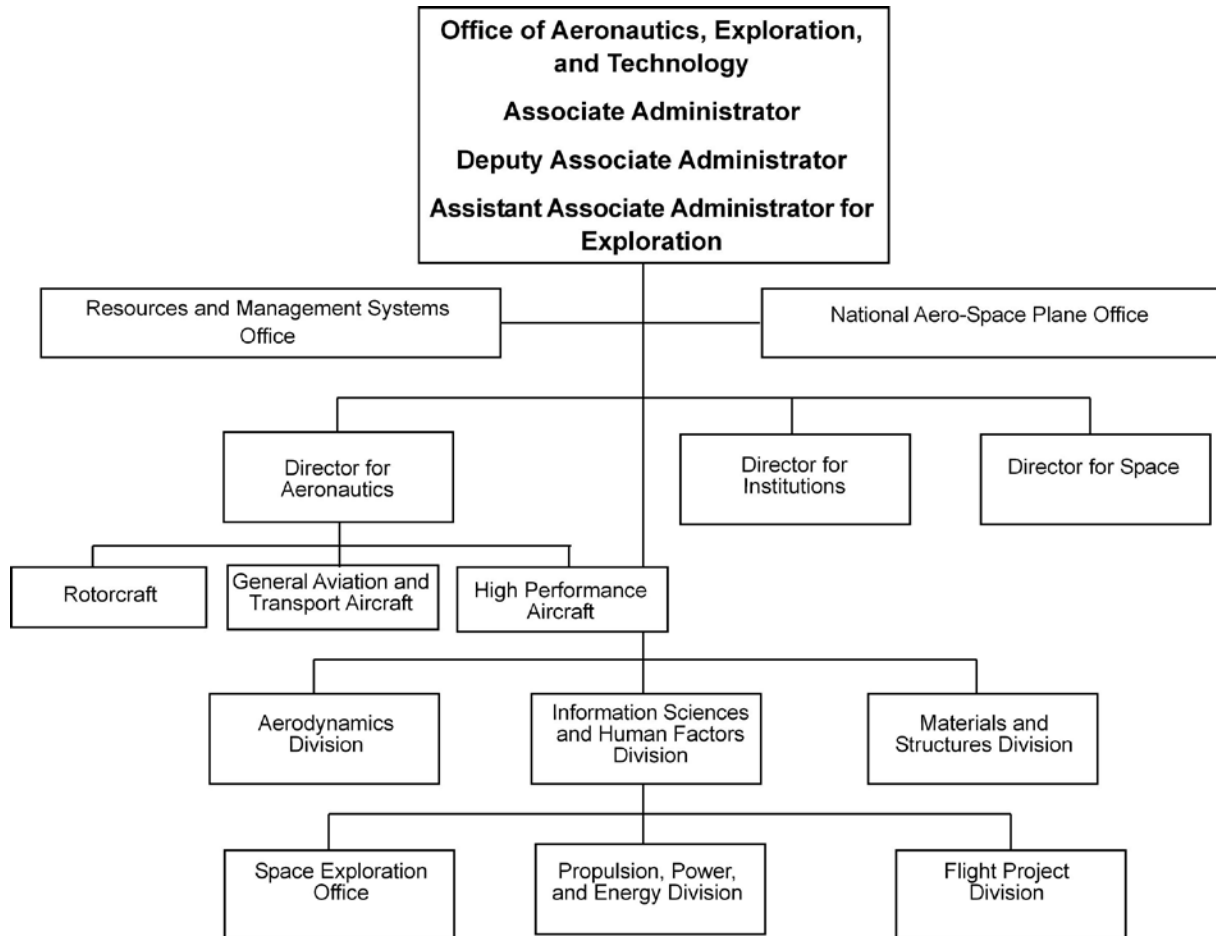 Office of Aeronautics, Exploration,
and Technology
Associate Administrator
Deputy Associate Administrator
Assistant Associate Administrator for
Exploration
Resources and Management Systems
Office
National Aero-Space Plane Office
Director for
Aeronautics
Director for
Institutions
Director for Space
Rotorcraft
General Aviation and
Transport Aircraft
High Performance
Aircraft
Aerodynamics
Division
Information Sciences
and Human Factors
Division
Materials and
Structures Division
Space Exploration
Office
Propulsion, Power,
and Energy Division
Flight Project
Division